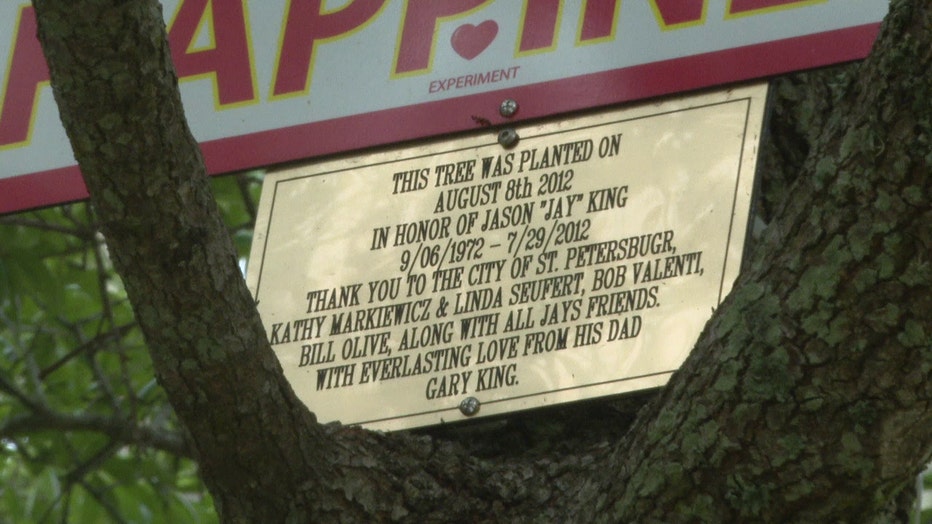 HAPPINE
EXPERIMENT
THIS TREE WAS PLANTED ON
AUGUST 8th 2012
IN HONOR OF JASON "JAY" KING
9/06/1972 - 7/29/2012
THANK YOU TO THE CITY OF ST. PETERSBUGR,
KATHY MARKIEWICZ & LINDA SEUFERT, BOB VALENTI,
BILL OLIVE, ALONG WITH ALL JAYS FRIENDS.
WITH EVERLASTING LOVE FROM HIS DAD
GARY KING.